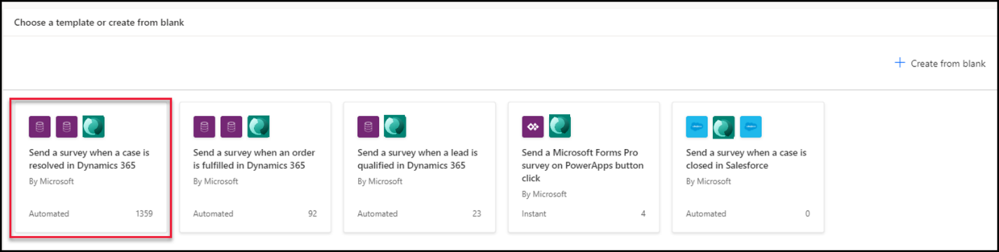 Choose a template or create from blank
Create from blank
Send a survey when a case is
resolved in Dynamics 365
By Microsoft
Automated 1359
Send a survey when an order
is fulfilled in Dynamics 365
By Microsoft
Automated 92
Send a survey when a lead is
qualified in Dynamics 365
By Microsoft
Automated 23
Send a Microsoft Forms Pro
survey on PowerApps button
click
By Microsoft
Instant 4
Send a survey when a case is
closed in Salesforce
By Microsoft
Automated 0